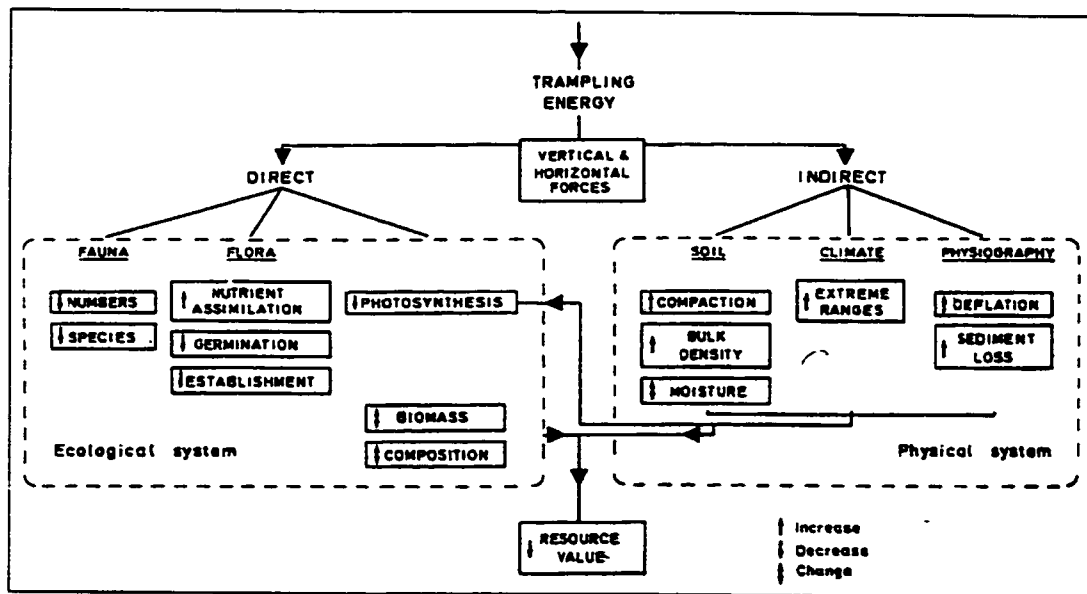 TRAMPLING
ENERGY
VERTICAL &
HORIZONTAL
FORCES
DIRECT
INDIRECT
FAUNA
FLORA
NUMBERS
SPECIES
NUTRIENT
ASSIMILATION
GERMINATION
ESTABLISHMENT
PHOTOSYNTHESIS
BIOMASS
COMPOSITION
Ecological system
SOIL
CLIMATE
PHYSIOGRAPHY
COMPACTION
BULK
DENSITY
MOISTURE
EXTREME
RANGES
DEFLATION
SEDIMENT
LOSS
Physical system
RESOURCE
VALUE
Increase
Decrease
Change